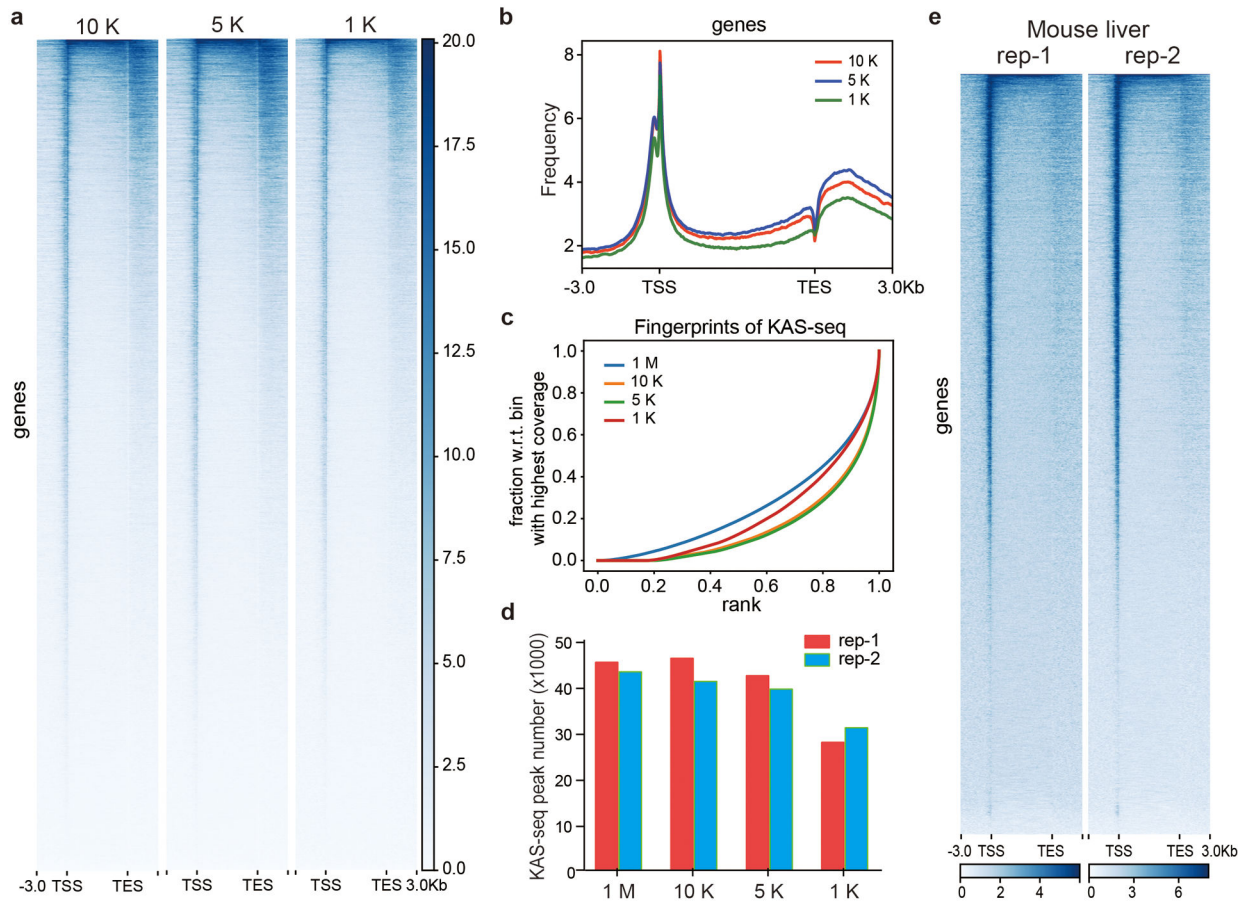 a
10 K 5 K 1 K
genes
20.0
17.5
15.0
12.5
10.0
7.5
5.0
2.5
0.0
-3.0 TSS TES TSS TES TSS TES 3.0Kb
b
genes
Frequency
8
6
4
2
10 K
5 K
1 K
-3.0 TSS TES 3.0Kb
c
Fingerprints of KAS-seq
fraction w.r.t. bin
with highest coverage
1.0
0.8
0.6
0.4
0.2
0.0
1 M
10 K
5 K
1 K
0.0 0.2 0.4 0.6 0.8 1.0
rank
d
KAS-seq peak number (x1000)
50
40
30
20
10
0
rep-1
rep-2
1 M 10 K 5 K 1 K
e
Mouse liver
rep-1 rep-2
genes
-3.0 TSS TES TSS TES 3.0Kb
0 2 4 0 3 6